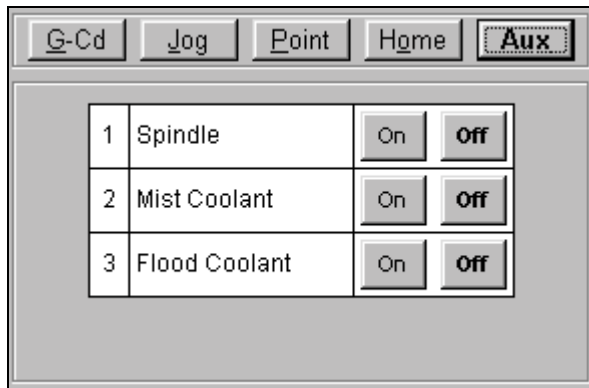 G-Cd Jog Point Home Aux
1 Spindle On Off
2 Mist Coolant On Off
3 Flood Coolant On Off